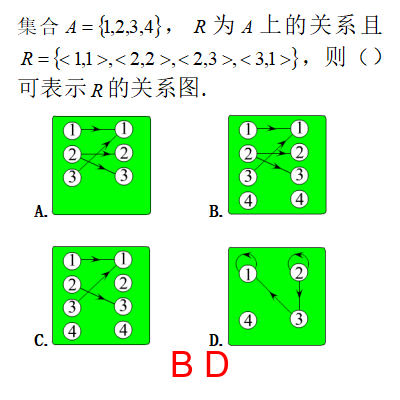 集合 A = {1,2,3,4}， R 为 A 上的关系且
R = {< 1,1 >,< 2,2 >,< 2,3 >,< 3,1 >}，则（）
可表示 R 的关系图.
1 1 1 1
2 2 2 2
3 3 3 3
A. B. 4 4
1 1
2 2 1 2
3 3
C. 4 4 D. 4 3
B D